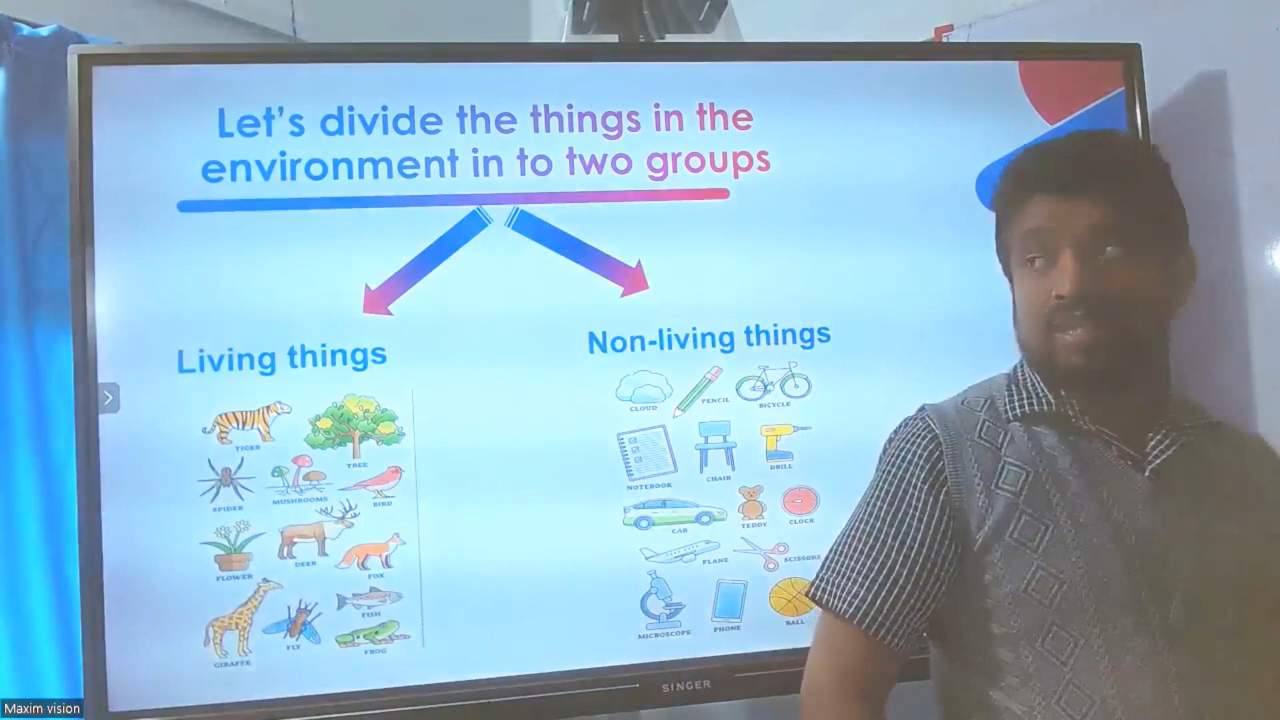 Let's divide the things in the
environment in to two groups
Living things
Non-living things
TIGER
TREE
SPIDER
MUSHROOMS
BIRD
FLOWER
DEER
FOX
GIRAFFE
FLY
FISH
FROG
CLOUD
PENCIL
BICYCLE
NOTEBOOK
CHAIR
DRILL
CAR
TEDDY
CLOCK
PLANE
SCISSORS
MICROSCOPE
PHONE
BALL
SINGER
Maxim vision